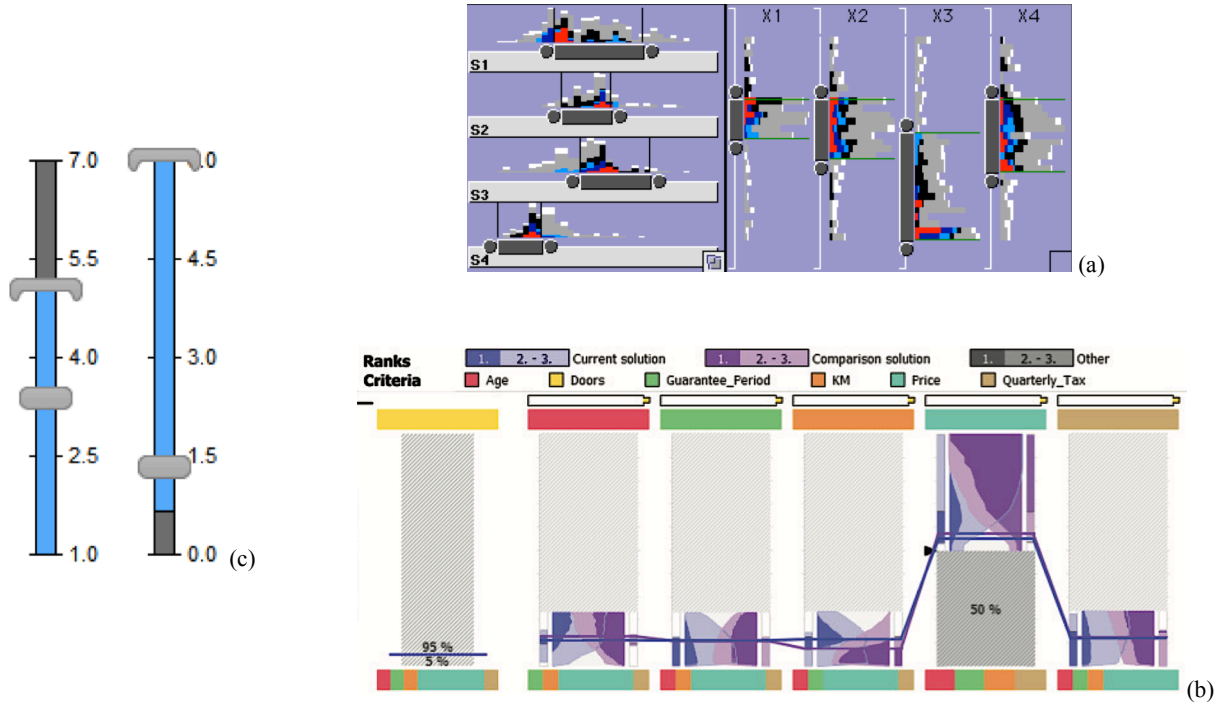 X1 X2 X3 X4
S1
S2
S3
S4
(a)
7.0
5.5
4.0
2.5
1.0
.0
4.5
3.0
1.5
0.0
(c)
Ranks 1. 2. - 3. Current solution 1. 2. - 3. Comparison solution 1. 2. - 3. Other
Criteria Age Doors Guarantee_Period KM Price Quarterly_Tax
95 %
5 %
50 %
(b)